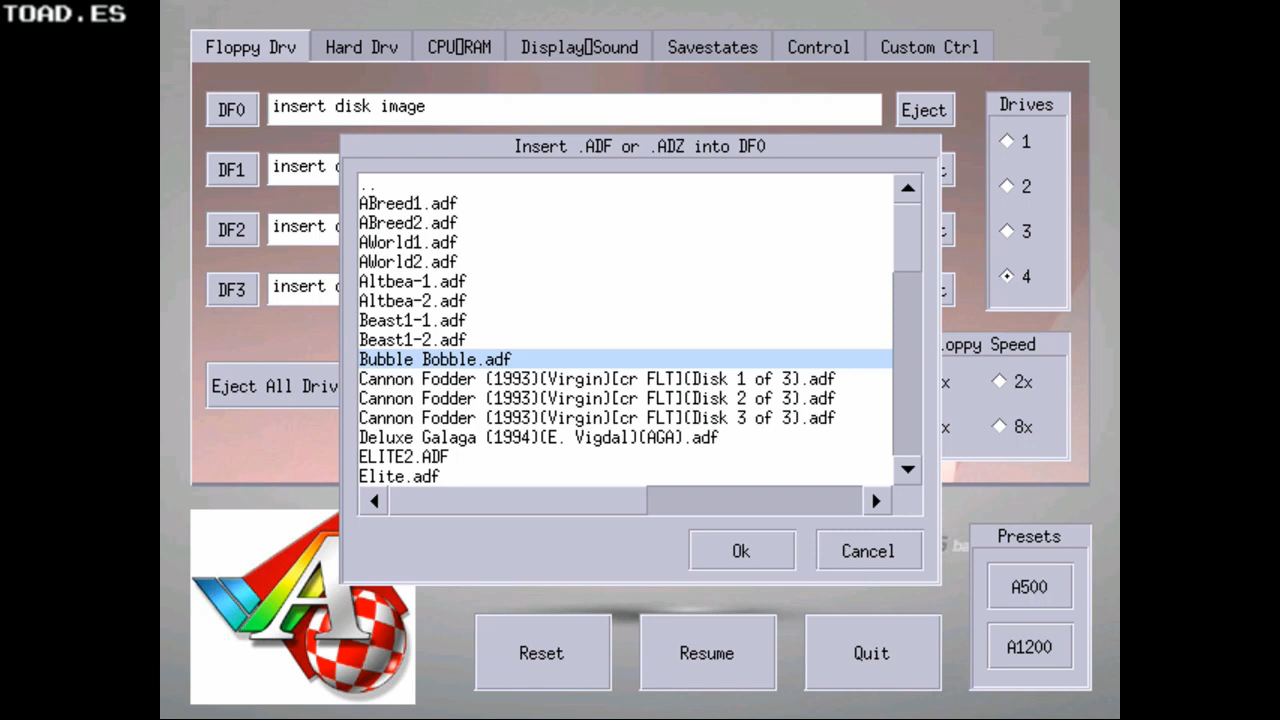 TOAD.ES
Floppy Drv Hard Drv CPU▯RAM Display▯Sound Savestates Control Custom Ctrl
DF0 insert disk image Eject
Drives
1
2
3
4
DF1 insert
DF2 insert
DF3 insert
Eject All Driv
Insert .ADF or .ADZ into DF0
..
ABreed1.adf
ABreed2.adf
AWorld1.adf
AWorld2.adf
Altbea-1.adf
Altbea-2.adf
Beast1-1.adf
Beast1-2.adf
Bubble Bobble.adf
Cannon Fodder (1993)(Virgin)[cr FLT](Disk 1 of 3).adf
Cannon Fodder (1993)(Virgin)[cr FLT](Disk 2 of 3).adf
Cannon Fodder (1993)(Virgin)[cr FLT](Disk 3 of 3).adf
Deluxe Galaga (1994)(E. Vigdal)(AGA).adf
ELITE2.ADF
Elite.adf
Ok Cancel
loppy Speed
x 2x
x 8x
Presets
A500
A1200
Reset Resume Quit